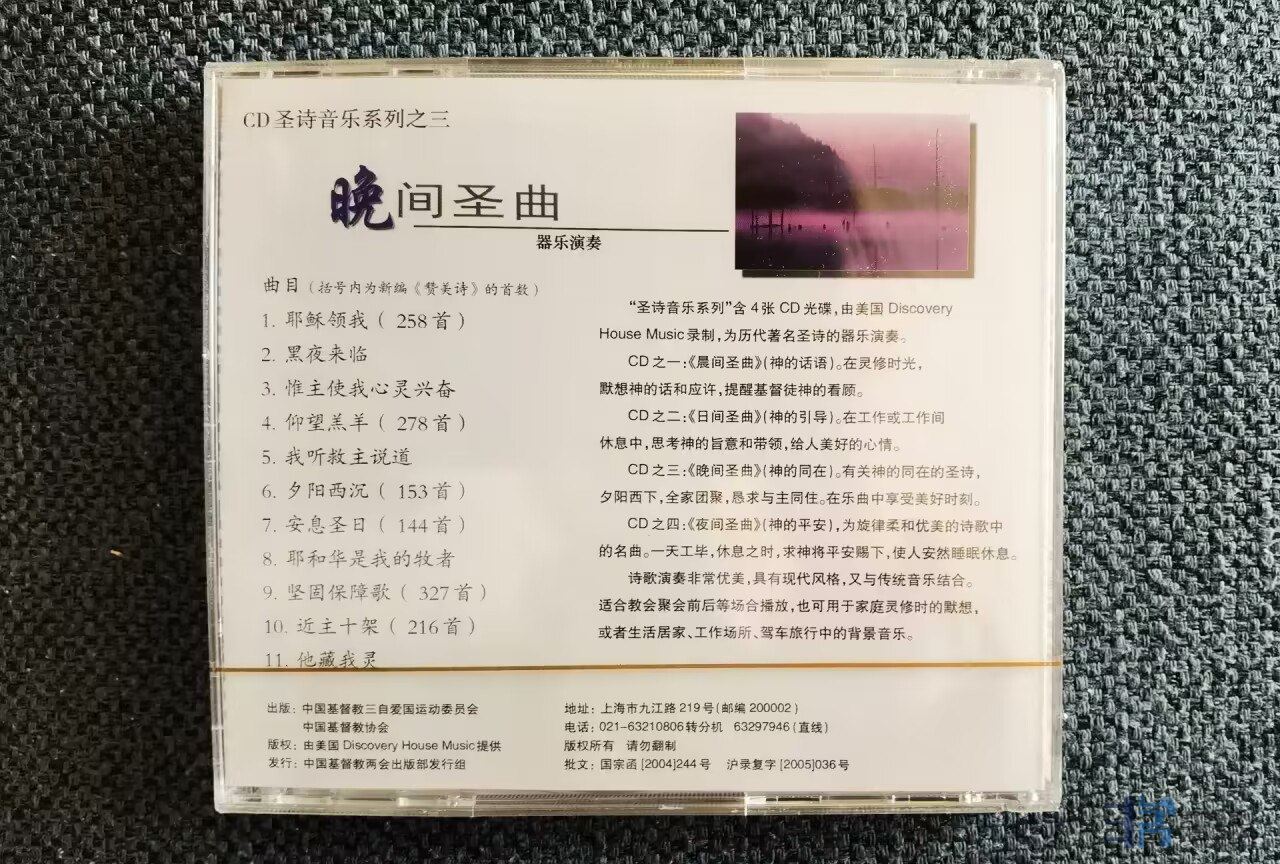 CD圣诗音乐系列之三
晚间圣曲
器乐演奏
曲目(括号内为新编《赞美诗》的首数)
1. 耶稣领我(258首)
2. 黑夜来临
3. 惟主使我心灵兴奋
4. 仰望羔羊(278首)
5. 我听救主说道
6. 夕阳西沉(153首)
7. 安息圣日(144首)
8. 耶和华是我的牧者
9. 坚固保障歌(327首)
10. 近主十架(216首)
11. 他藏我灵
“圣诗音乐系列”含4张CD光碟,由美国Discovery
House Music录制,为历代著名圣诗的器乐演奏。
CD之一:《晨间圣曲》(神的话语)。在灵修时光,
默想神的话和应许,提醒基督徒神的看顾。
CD之二:《日间圣曲》(神的引导)。在工作或工作间
休息中,思考神的旨意和带领,给人美好的心情。
CD之三:《晚间圣曲》(神的同在)。有关神的同在的圣诗,
夕阳西下,全家团聚,恳求与主同住。在乐曲中享受美好时刻。
CD之四:《夜间圣曲》(神的平安),为旋律柔和优美的诗歌中
的名曲。一天工毕,休息之时,求神将平安赐下,使人安然睡眠休息。
诗歌演奏非常优美,具有现代风格,又与传统音乐结合。
适合教会聚会前后等场合播放,也可用于家庭灵修时的默想,
或者生活居家、工作场所、驾车旅行中的背景音乐。
出版:中国基督教三自爱国运动委员会
中国基督教协会
版权:由美国Discovery House Music提供
发行:中国基督教两会出版部发行组
地址:上海市九江路219号(邮编200002)
电话:021-63210806转分机 63297946(直线)
版权所有 请勿翻制
批文:国宗函[2004]244号 沪录复字[2005]036号